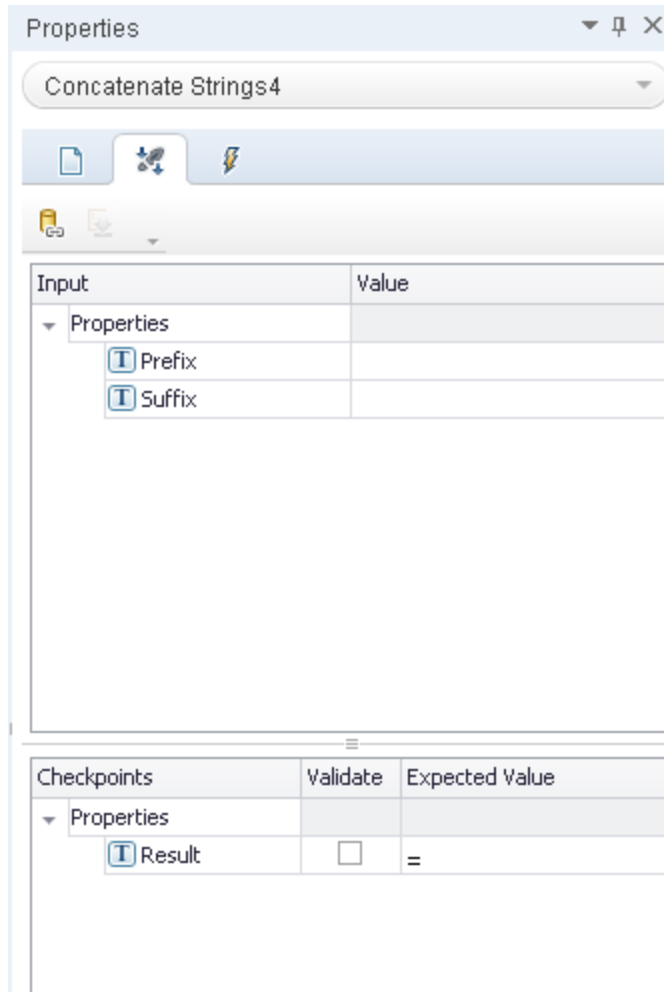 Properties
Concatenate Strings4
Input Value
Properties
T Prefix
T Suffix
Checkpoints Validate Expected Value
Properties
T Result =